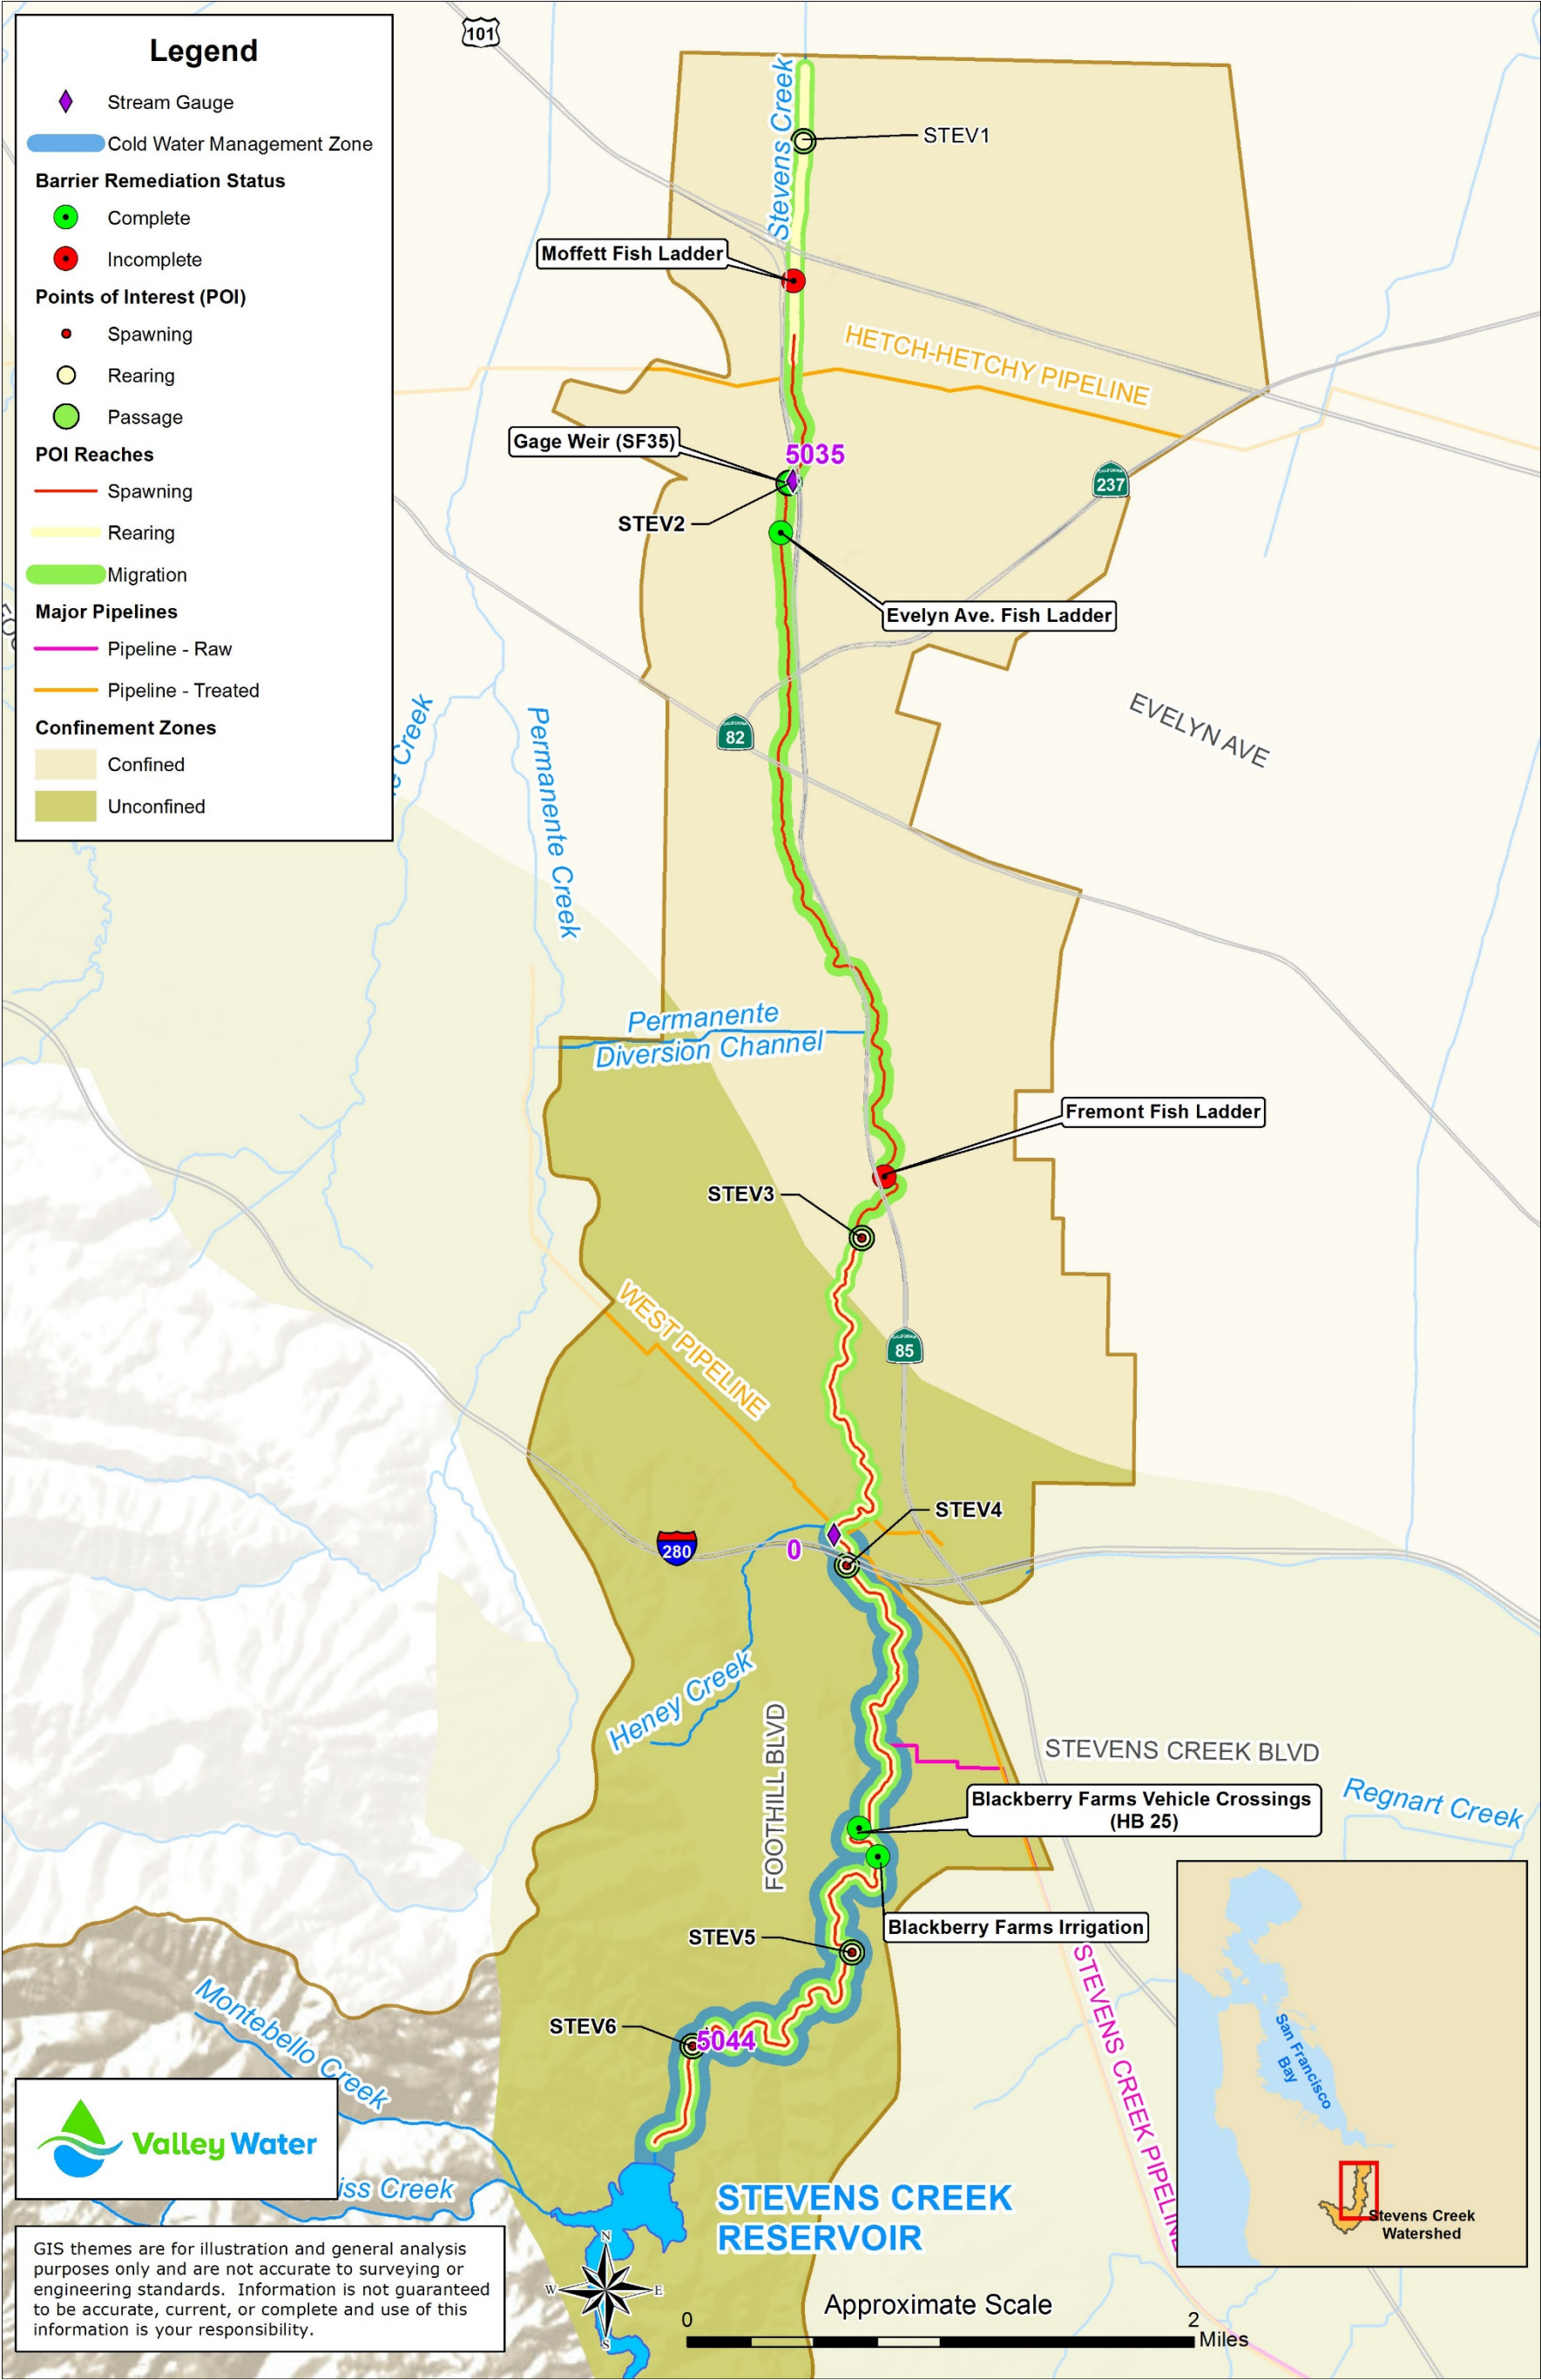 Legend
Stream Gauge
Cold Water Management Zone
Barrier Remediation Status
Complete
Incomplete
Points of Interest (POI)
Spawning
Rearing
Passage
POI Reaches
Spawning
Rearing
Migration
Major Pipelines
Pipeline - Raw
Pipeline - Treated
Confinement Zones
Confined
Unconfined
101
Stevens Creek
STEV1
Moffett Fish Ladder
HETCH-HETCHY PIPELINE
Gage Weir (SF35)
5035
237
STEV2
Evelyn Ave. Fish Ladder
82
EVELYN AVE
Creek
Permanente Creek
Permanente
Diversion Channel
Fremont Fish Ladder
STEV3
WEST PIPELINE
CALIFORNIA
85
STEV4
280
0
Heney Creek
FOOTHILL BLVD
STEVENS CREEK BLVD
Blackberry Farms Vehicle Crossings
(HB 25)
Regnart Creek
Blackberry Farms Irrigation
STEV5
STEV6
5044
STEVENS CREEK PIPELINE
Montebello Creek
Valley Water
iss Creek
STEVENS CREEK
RESERVOIR
San Francisco
Bay
Stevens Creek
Watershed
GIS themes are for illustration and general analysis
purposes only and are not accurate to surveying or
engineering standards. Information is not guaranteed
to be accurate, current, or complete and use of this
information is your responsibility.
N
W
E
S
Approximate Scale
0
2
Miles